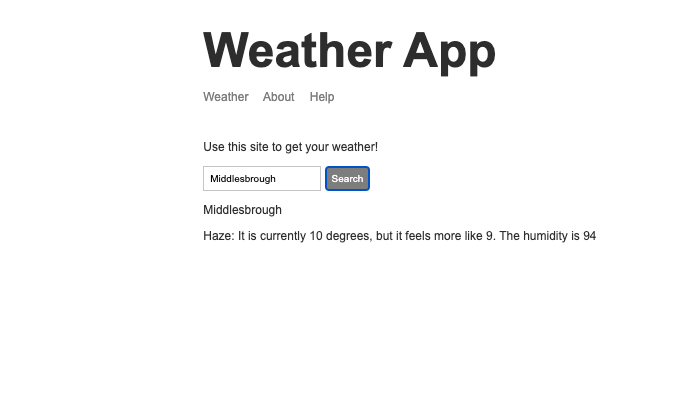 Weather App
Weather About Help
Use this site to get your weather!
Middlesbrough Search
Middlesbrough
Haze: It is currently 10 degrees, but it feels more like 9. The humidity is 94